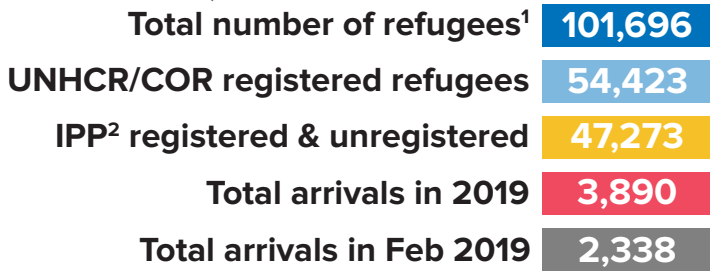 Total number of refugees¹ 101,696
UNHCR/COR registered refugees 54,423
IPP² registered & unregistered 47,273
Total arrivals in 2019 3,890
Total arrivals in Feb 2019 2,338